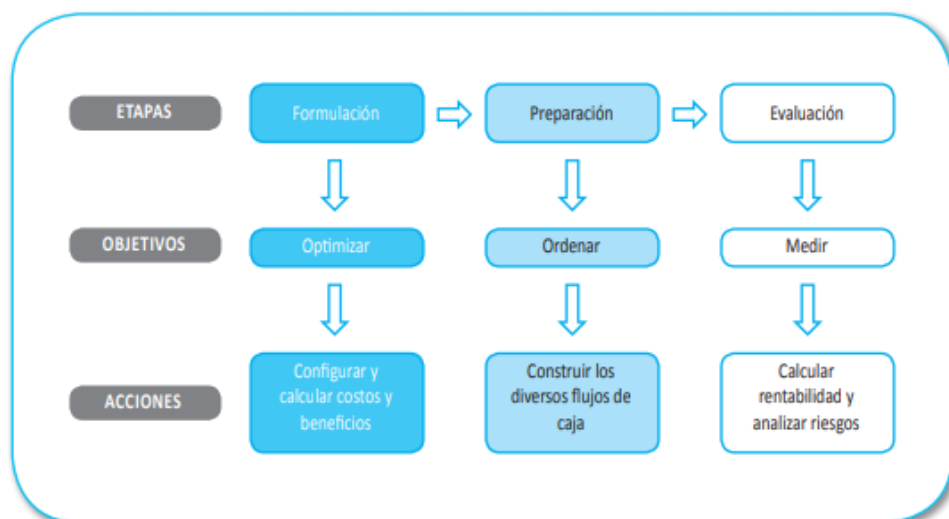 ETAPAS
Formulación
Preparación
Evaluación
OBJETIVOS
Optimizar
Ordenar
Medir
ACCIONES
Configurar y
calcular costos y
beneficios
Construir los
diversos flujos de
caja
Calcular
rentabilidad y
analizar riesgos